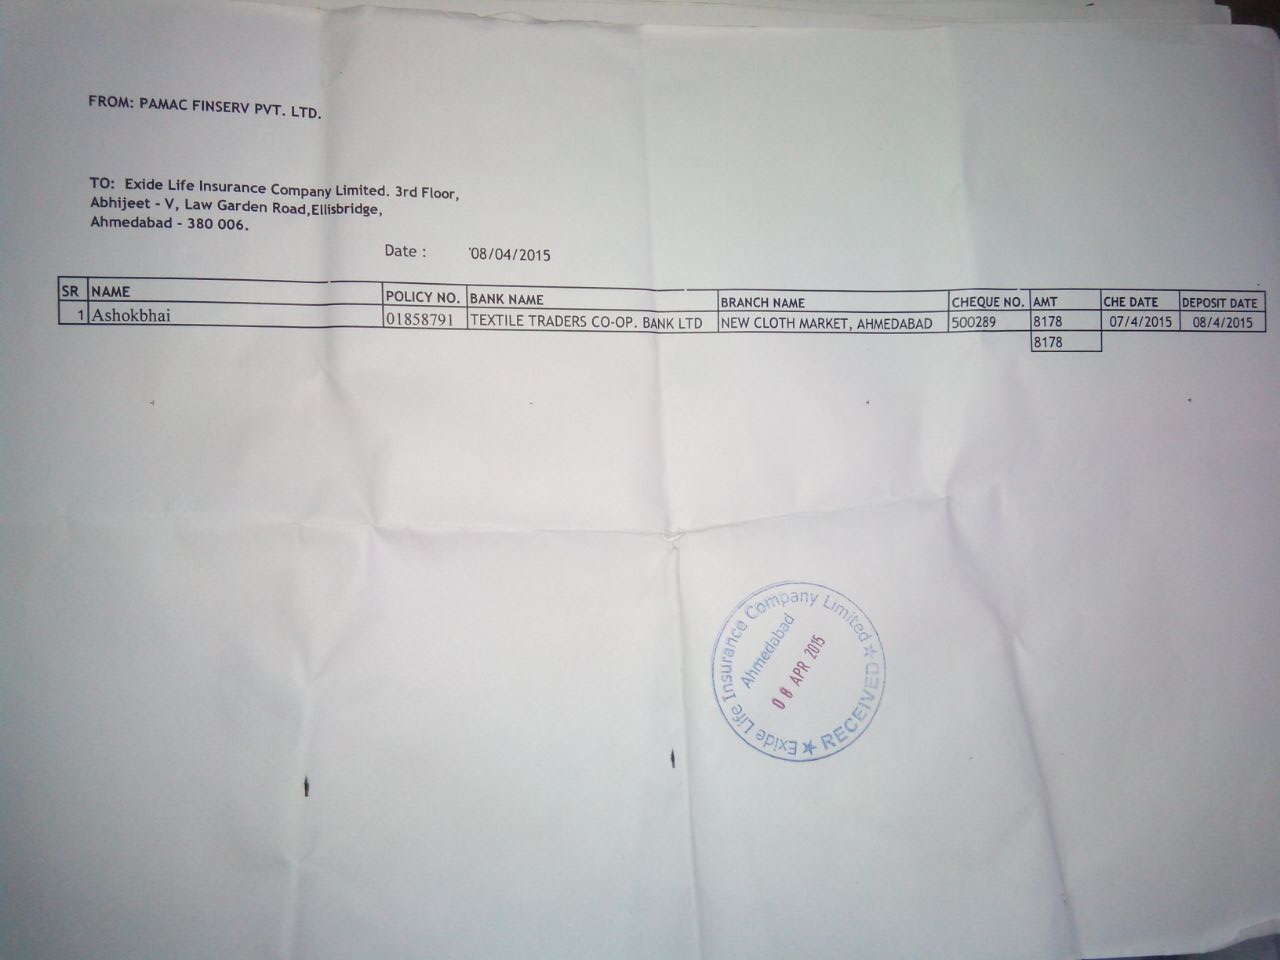 FROM: PAMAC FINSERV PVT. LTD.
TO: Exide Life Insurance Company Limited. 3rd Floor,
Abhijeet - V, Law Garden Road,Ellisbridge,
Ahmedabad - 380 006.
Date : '08/04/2015
SR NAME POLICY NO. BANK NAME BRANCH NAME CHEQUE NO. AMT CHE DATE DEPOSIT DATE
1 Ashokbhai 01858791 TEXTILE TRADERS CO-OP. BANK LTD NEW CLOTH MARKET, AHMEDABAD 500289 8178 07/4/2015 08/4/2015
8178
Exide Life Insurance Company Limited ★ RECEIVED ★
Ahmedabad
08 APR 2015